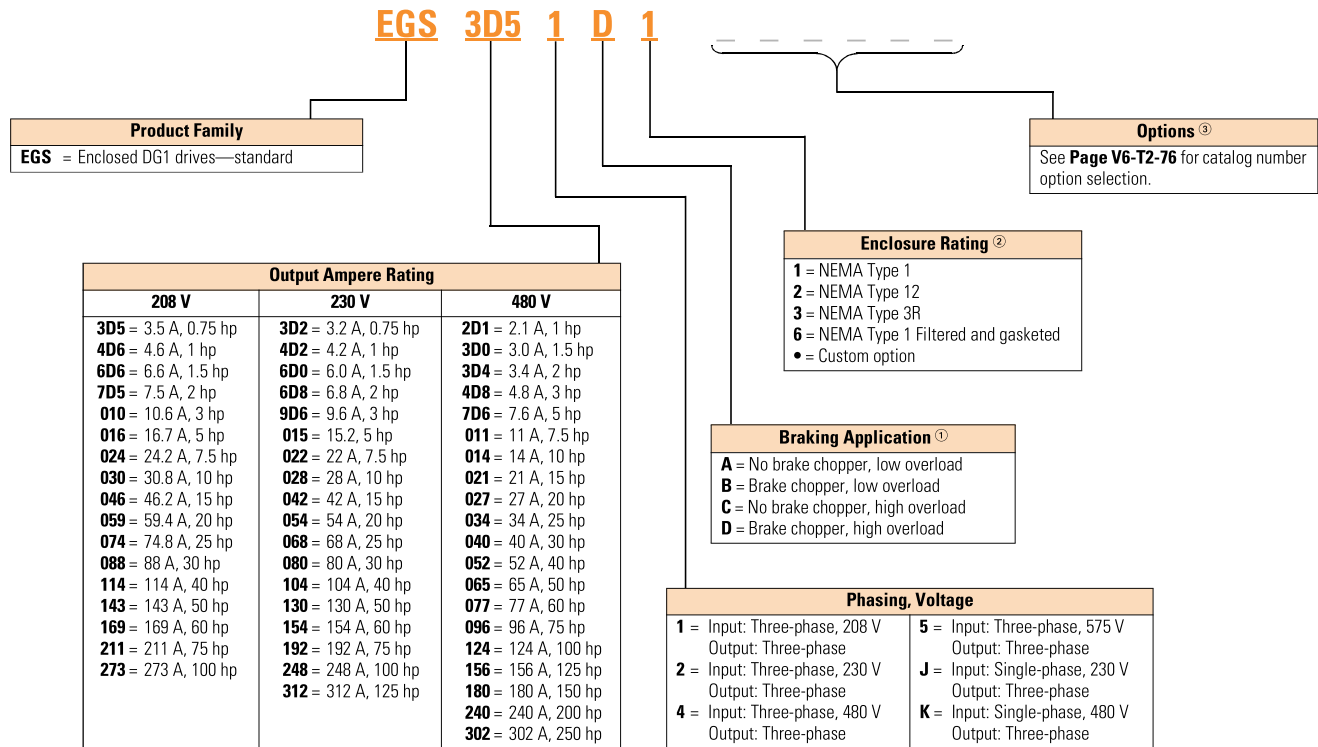 EGS 3D5 1 D 1 _ _ _ _ _ _
Product Family
EGS = Enclosed DG1 drives—standard
Options ③
See Page V6-T2-76 for catalog number
option selection.
Enclosure Rating ②
1 = NEMA Type 1
2 = NEMA Type 12
3 = NEMA Type 3R
6 = NEMA Type 1 Filtered and gasketed
• = Custom option
Output Ampere Rating
208 V
3D5 = 3.5 A, 0.75 hp
4D6 = 4.6 A, 1 hp
6D6 = 6.6 A, 1.5 hp
7D5 = 7.5 A, 2 hp
010 = 10.6 A, 3 hp
016 = 16.7 A, 5 hp
024 = 24.2 A, 7.5 hp
030 = 30.8 A, 10 hp
046 = 46.2 A, 15 hp
059 = 59.4 A, 20 hp
074 = 74.8 A, 25 hp
088 = 88 A, 30 hp
114 = 114 A, 40 hp
143 = 143 A, 50 hp
169 = 169 A, 60 hp
211 = 211 A, 75 hp
273 = 273 A, 100 hp
230 V
3D2 = 3.2 A, 0.75 hp
4D2 = 4.2 A, 1 hp
6D0 = 6.0 A, 1.5 hp
6D8 = 6.8 A, 2 hp
9D6 = 9.6 A, 3 hp
015 = 15.2, 5 hp
022 = 22 A, 7.5 hp
028 = 28 A, 10 hp
042 = 42 A, 15 hp
054 = 54 A, 20 hp
068 = 68 A, 25 hp
080 = 80 A, 30 hp
104 = 104 A, 40 hp
130 = 130 A, 50 hp
154 = 154 A, 60 hp
192 = 192 A, 75 hp
248 = 248 A, 100 hp
312 = 312 A, 125 hp
480 V
2D1 = 2.1 A, 1 hp
3D0 = 3.0 A, 1.5 hp
3D4 = 3.4 A, 2 hp
4D8 = 4.8 A, 3 hp
7D6 = 7.6 A, 5 hp
011 = 11 A, 7.5 hp
014 = 14 A, 10 hp
021 = 21 A, 15 hp
027 = 27 A, 20 hp
034 = 34 A, 25 hp
040 = 40 A, 30 hp
052 = 52 A, 40 hp
065 = 65 A, 50 hp
077 = 77 A, 60 hp
096 = 96 A, 75 hp
124 = 124 A, 100 hp
156 = 156 A, 125 hp
180 = 180 A, 150 hp
240 = 240 A, 200 hp
302 = 302 A, 250 hp
Braking Application ①
A = No brake chopper, low overload
B = Brake chopper, low overload
C = No brake chopper, high overload
D = Brake chopper, high overload
Phasing, Voltage
1 = Input: Three-phase, 208 V
Output: Three-phase
2 = Input: Three-phase, 230 V
Output: Three-phase
4 = Input: Three-phase, 480 V
Output: Three-phase
5 = Input: Three-phase, 575 V
Output: Three-phase
J = Input: Single-phase, 230 V
Output: Three-phase
K = Input: Single-phase, 480 V
Output: Three-phase